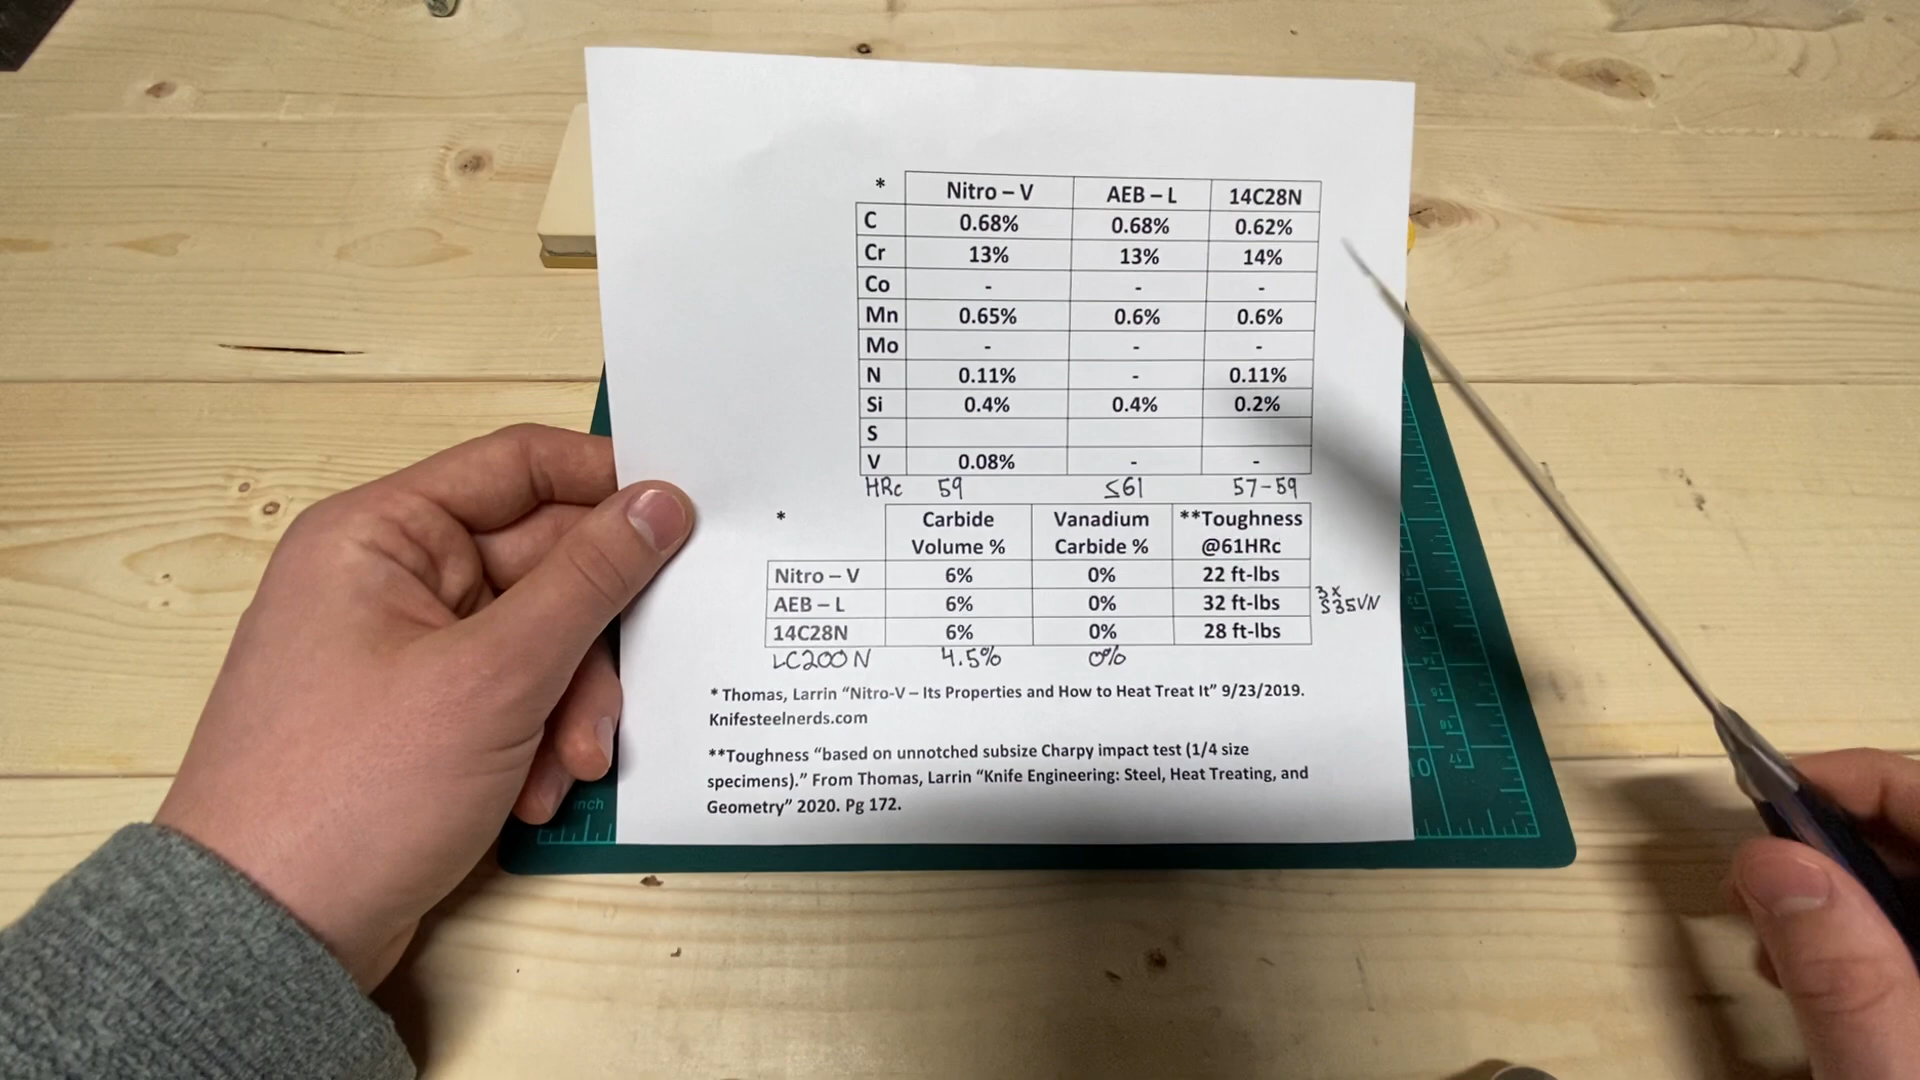 * Nitro – V AEB – L 14C28N
C 0.68% 0.68% 0.62%
Cr 13% 13% 14%
Co - - -
Mn 0.65% 0.6% 0.6%
Mo - - -
N 0.11% - 0.11%
Si 0.4% 0.4% 0.2%
S
V 0.08% - -
HRc 59 ≤61 57-59
* Carbide Vanadium **Toughness
Volume % Carbide % @61HRc
Nitro – V 6% 0% 22 ft-lbs
AEB – L 6% 0% 32 ft-lbs 3x S35VN
14C28N 6% 0% 28 ft-lbs
LC200N 4.5% 0%
* Thomas, Larrin “Nitro-V – Its Properties and How to Heat Treat It” 9/23/2019.
Knifesteelnerds.com
**Toughness “based on unnotched subsize Charpy impact test (1/4 size
specimens).” From Thomas, Larrin “Knife Engineering: Steel, Heat Treating, and
Geometry” 2020. Pg 172.
inch